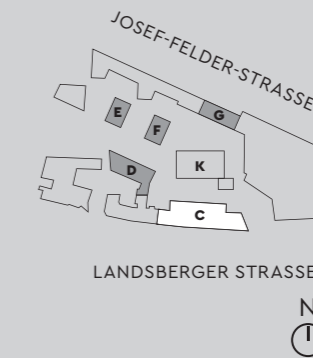 JOSEF-FELDER-STRASSE
G
E
F
K
D
C
LANDSBERGER STRASSE
N